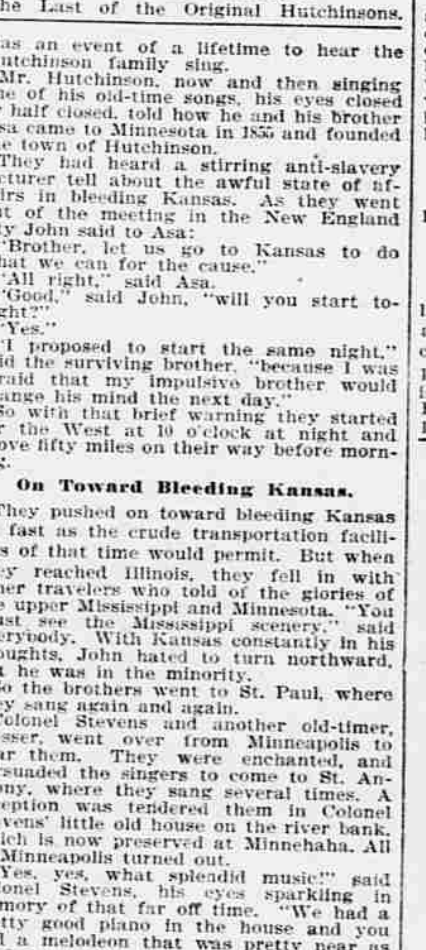 he Last of the Original Hutchinsons.
as an event of a lifetime to hear the
utchinson family sing.
Mr. Hutchinson, now and then singing
ne of his old-time songs, his eyes closed
half closed, told how he and his brother
sa came to Minnesota in 1855 and founded
e town of Hutchinson.
They had heard a stirring anti-slavery
cturer tell about the awful state of af-
irs in bleeding Kansas. As they went
t of the meeting in the New England
ty John said to Asa:
"Brother, let us go to Kansas to do
hat we can for the cause."
"All right," said Asa.
"Good," said John, "will you start to-
ght?"
"Yes."
"I proposed to start the same night,"
id the surviving brother, "because I was
raid that my impulsive brother would
ange his mind the next day."
So with that brief warning they started
r the West at 10 o'clock at night and
ove fifty miles on their way before morn-
g.
On Toward Bleeding Kansas.
They pushed on toward bleeding Kansas
fast as the crude transportation facili-
s of that time would permit. But when
ey reached Illinois, they fell in with
her travelers who told of the glories of
e upper Mississippi and Minnesota. "You
ust see the Mississippi scenery," said
erybody. With Kansas constantly in his
oughts, John hated to turn northward,
t he was in the minority.
So the brothers went to St. Paul, where
ey sang again and again.
Colonel Stevens and another old-timer,
esser, went over from Minneapolis to
ar them. They were enchanted, and
rsuaded the singers to come to St. An-
ony, where they sang several times. A
ception was tendered them in Colonel
evens' little old house on the river bank,
hich is now preserved at Minnehaha. All
Minneapolis turned out.
"Yes, yes, what splendid music!" said
lonel Stevens, his eyes sparkling in
mory of that far off time. "We had a
tty good piano in the house and you
a melodeon that was pretty near as